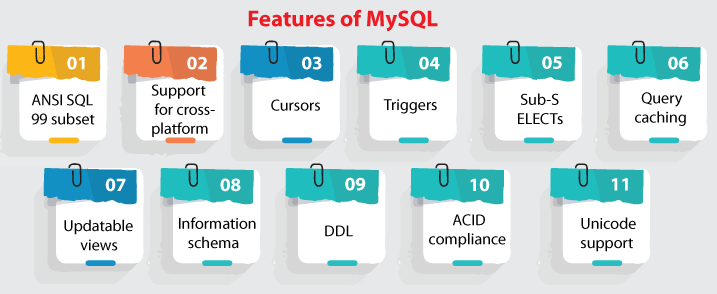 Features of MySQL
01
ANSI SQL
99 subset
02
Support
for cross-
platform
03
Cursors
04
Triggers
05
Sub-S
ELECTs
06
Query
caching
07
Updatable
views
08
Information
schema
09
DDL
10
ACID
compliance
11
Unicode
support